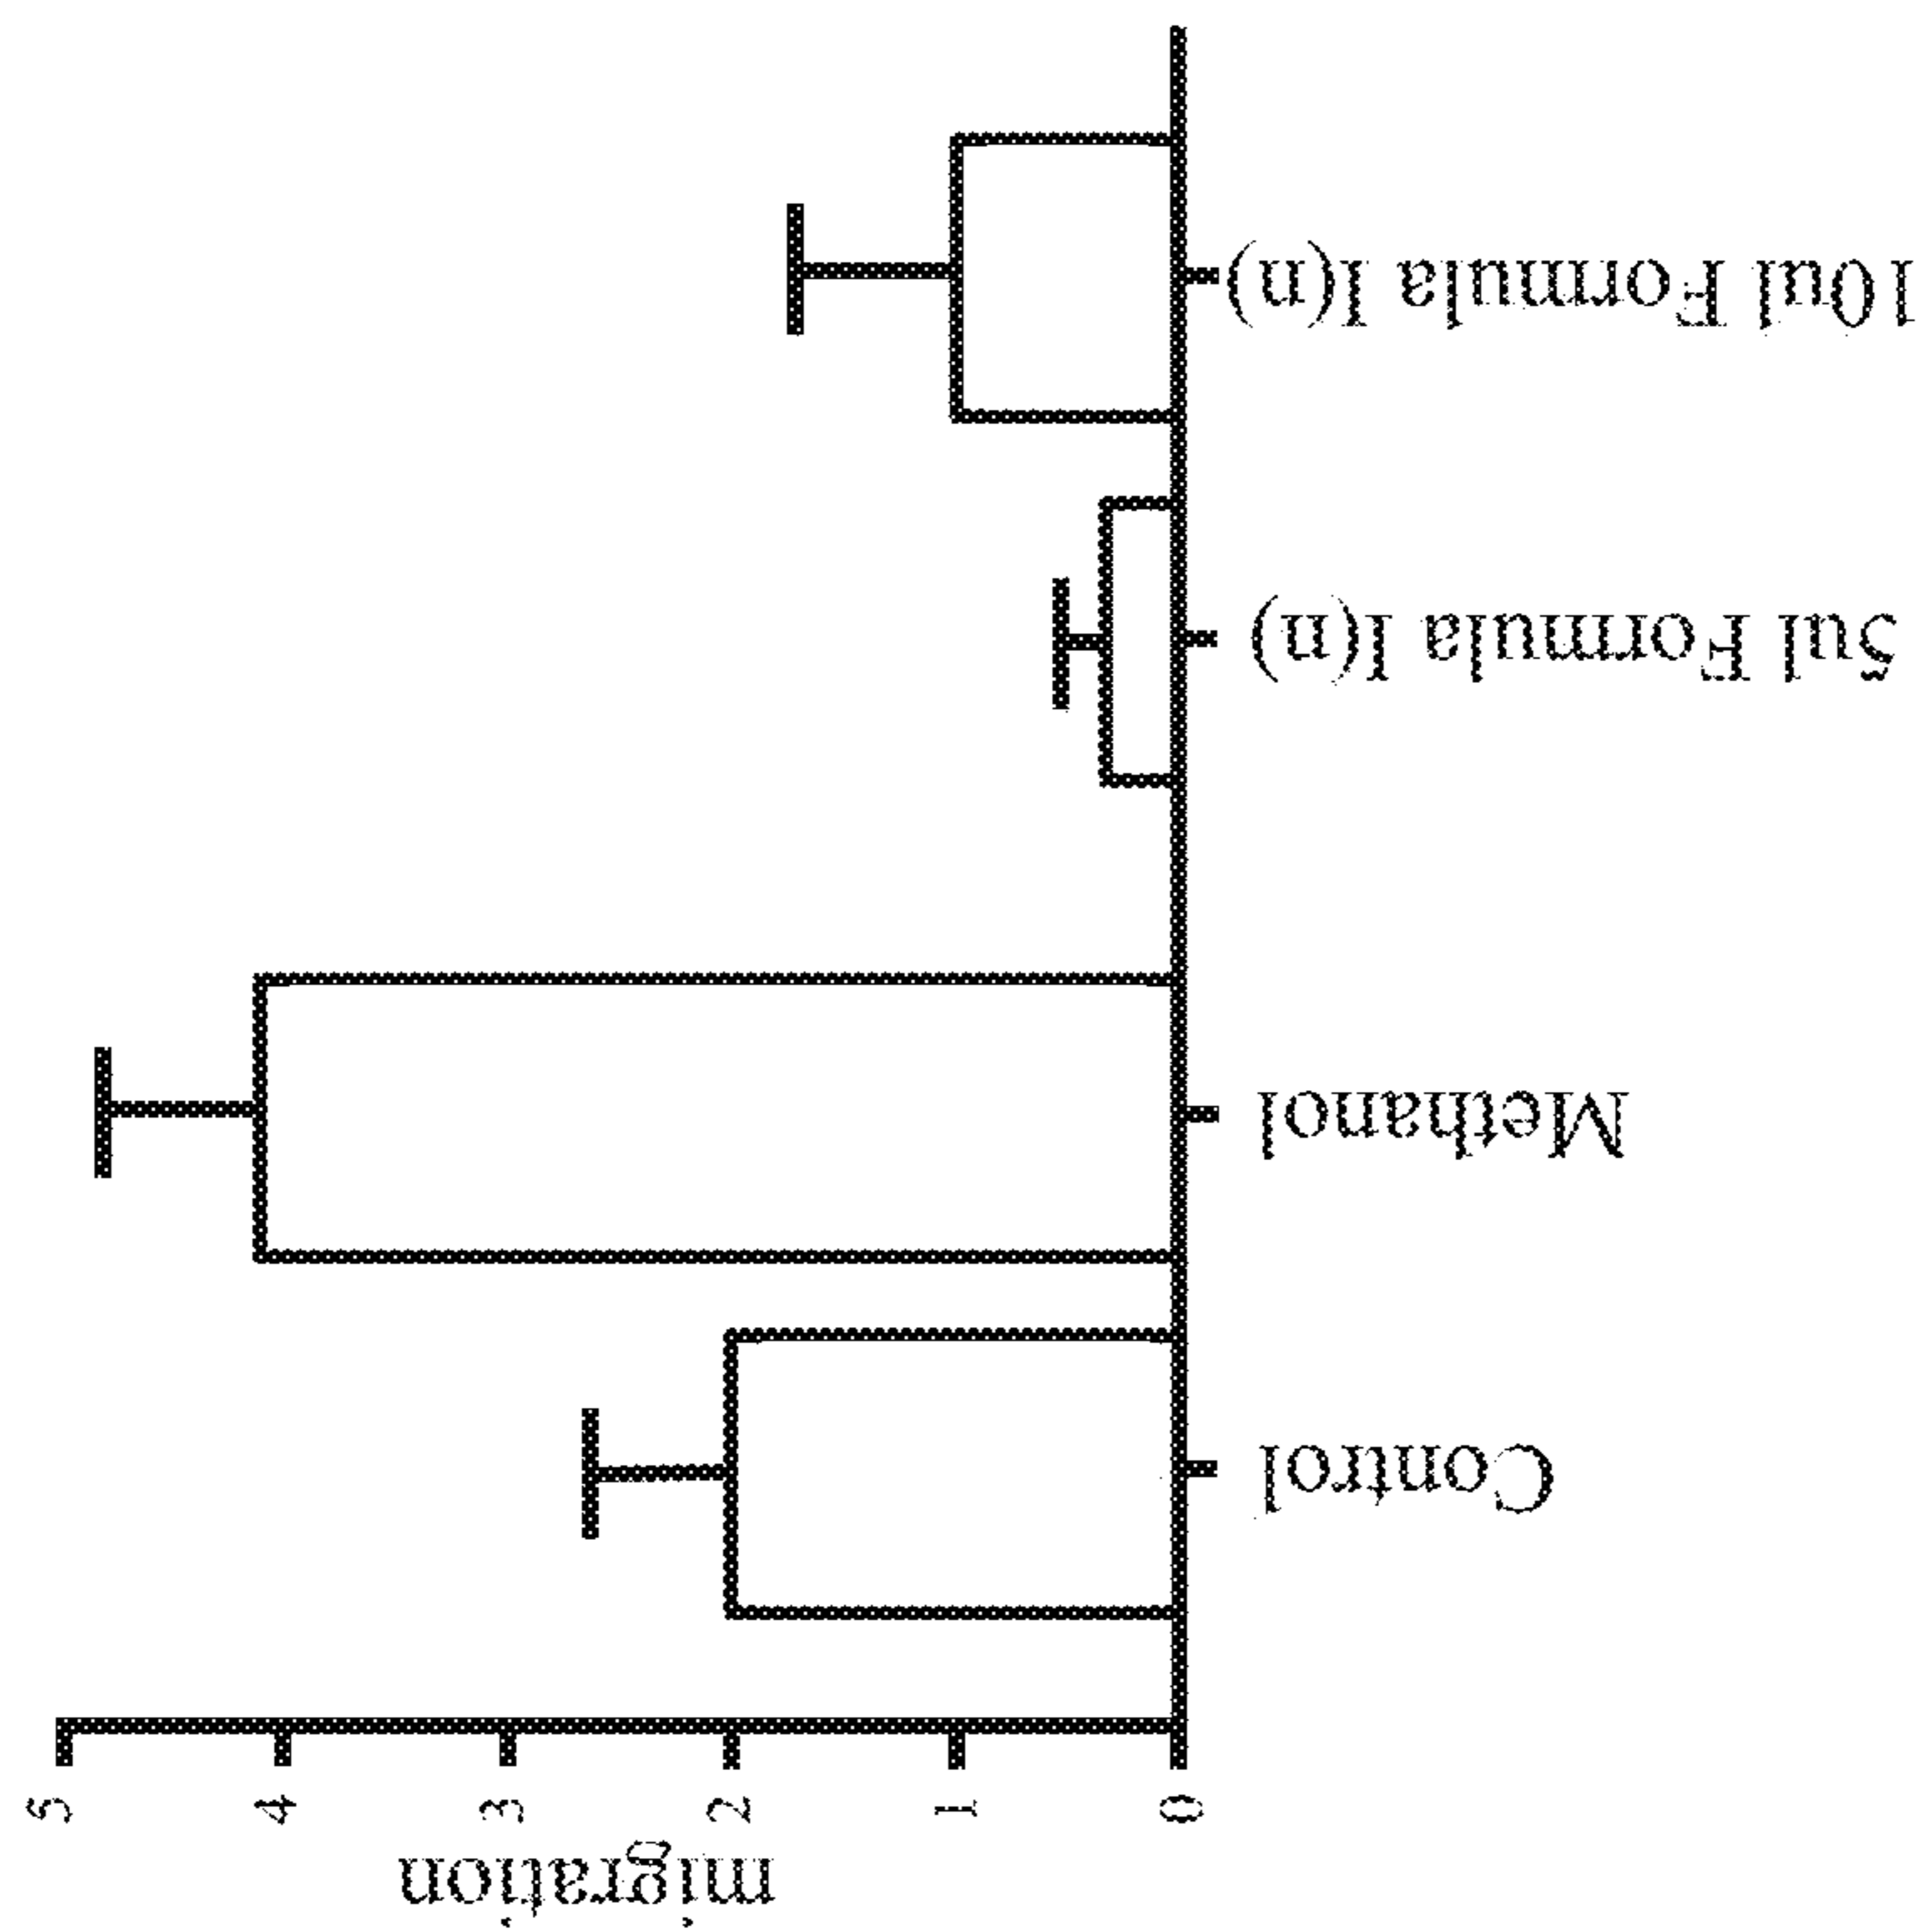 migration
5
4
3
2
1
0
Control
Methanol
5ul Formula I(n)
10ul Formula I(n)